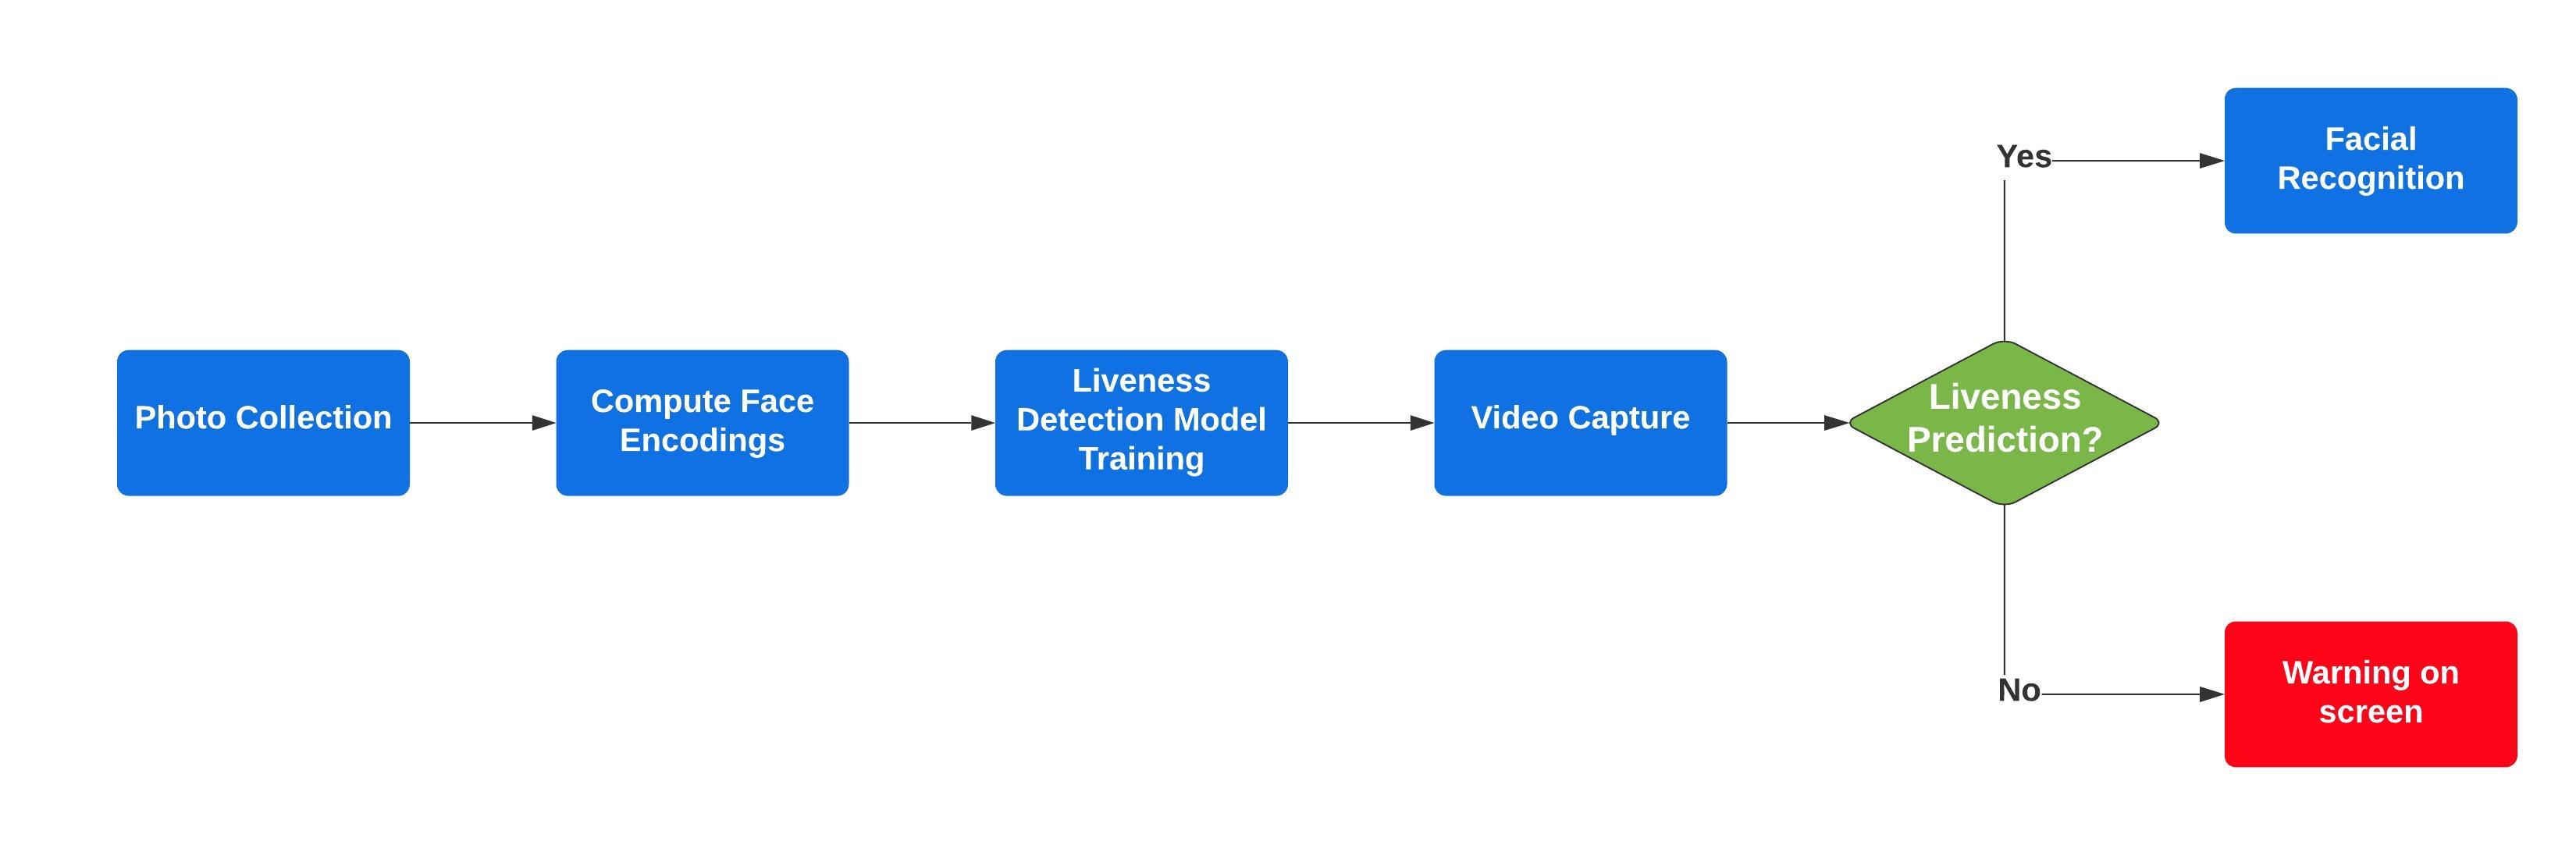 Photo Collection
Compute Face
Encodings
Liveness
Detection Model
Training
Video Capture
Liveness
Prediction?
Yes
Facial
Recognition
No
Warning on
screen